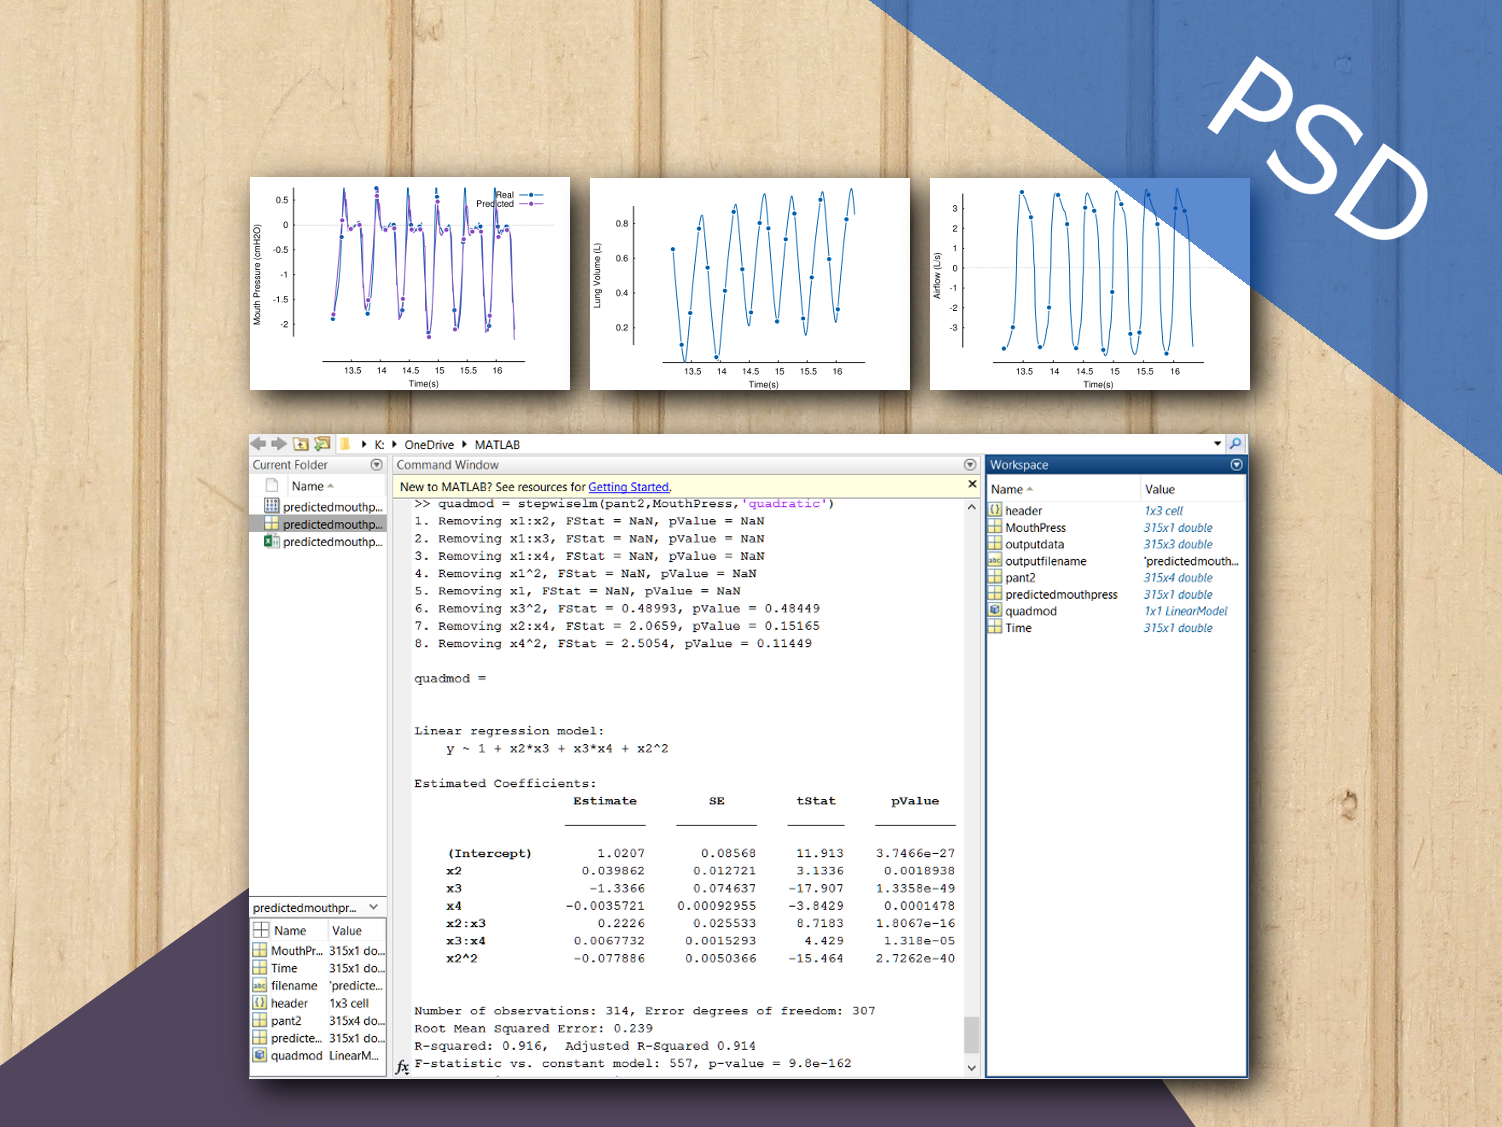 PSD
Real
Predicted
Mouth Pressure (cmH2O)
0.5
0
-0.5
-1
-1.5
-2
13.5 14 14.5 15 15.5 16
Time(s)
Lung Volume (L)
0.8
0.6
0.4
0.2
13.5 14 14.5 15 15.5 16
Time(s)
Airflow (L/s)
3
2
1
0
-1
-2
-3
13.5 14 14.5 15 15.5 16
Time(s)
K: OneDrive MATLAB
Current Folder
Name
predictedmouthp...
predictedmouthp...
predictedmouthp...
predictedmouthpr...
Name Value
MouthPr... 315x1 do...
Time 315x1 do...
filename 'predicte...
header 1x3 cell
pant2 315x4 do...
predicte... 315x1 do...
quadmod LinearM...
Command Window
New to MATLAB? See resources for Getting Started.
>> quadmod = stepwiselm(pant2,MouthPress,'quadratic')
1. Removing x1:x2, FStat = NaN, pValue = NaN
2. Removing x1:x3, FStat = NaN, pValue = NaN
3. Removing x1:x4, FStat = NaN, pValue = NaN
4. Removing x1^2, FStat = NaN, pValue = NaN
5. Removing x1, FStat = NaN, pValue = NaN
6. Removing x3^2, FStat = 0.48993, pValue = 0.48449
7. Removing x2:x4, FStat = 2.0659, pValue = 0.15165
8. Removing x4^2, FStat = 2.5054, pValue = 0.11449
quadmod =
Linear regression model:
y ~ 1 + x2*x3 + x3*x4 + x2^2
Estimated Coefficients:
Estimate SE tStat pValue
(Intercept) 1.0207 0.08568 11.913 3.7466e-27
x2 0.039862 0.012721 3.1336 0.0018938
x3 -1.3366 0.074637 -17.907 1.3358e-49
x4 -0.0035721 0.00092955 -3.8429 0.0001478
x2:x3 0.2226 0.025533 8.7183 1.8067e-16
x3:x4 0.0067732 0.0015293 4.429 1.318e-05
x2^2 -0.077886 0.0050366 -15.464 2.7262e-40
Number of observations: 314, Error degrees of freedom: 307
Root Mean Squared Error: 0.239
R-squared: 0.916, Adjusted R-Squared 0.914
F-statistic vs. constant model: 557, p-value = 9.8e-162
fx
Workspace
Name Value
header 1x3 cell
MouthPress 315x1 double
outputdata 315x3 double
outputfilename 'predictedmouth...
pant2 315x4 double
predictedmouthpress 315x1 double
quadmod 1x1 LinearModel
Time 315x1 double